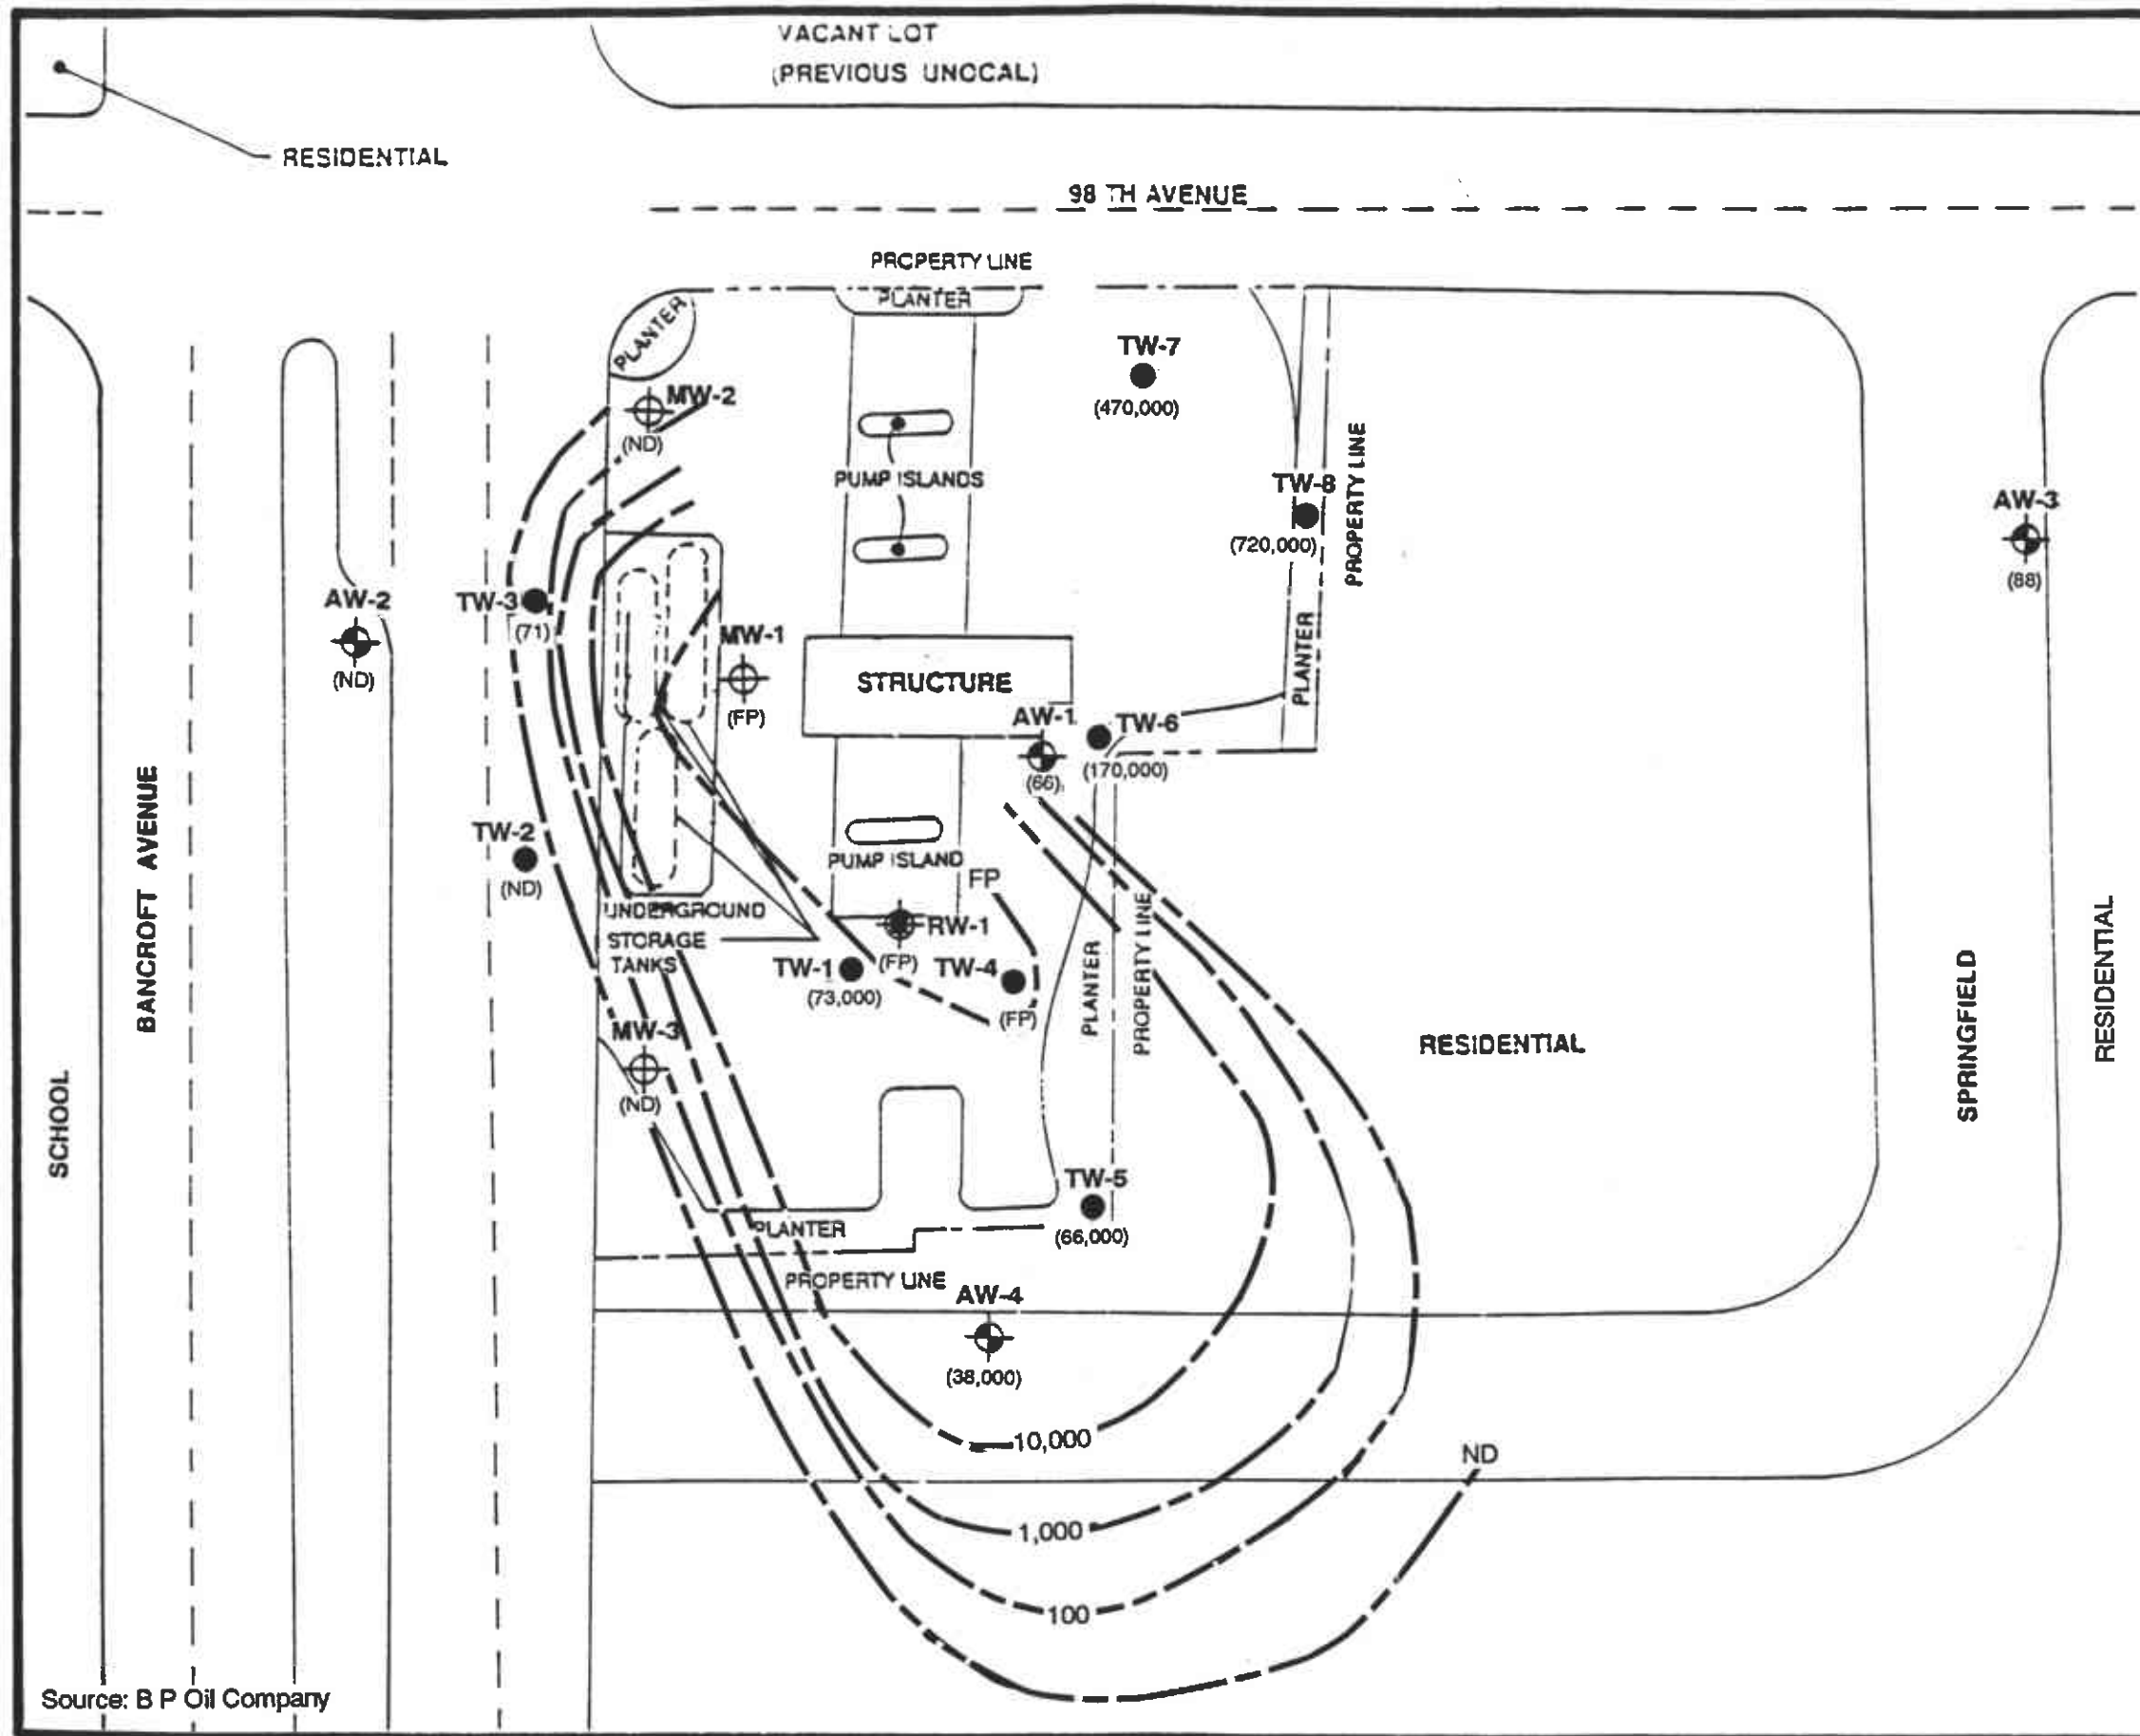 VACANT LOT
(PREVIOUS UNOCAL)
RESIDENTIAL
98 TH AVENUE
PROPERTY LINE
PLANTER
PLANTER
TW-7
(470,000)
MW-2
(ND)
PUMP ISLANDS
TW-8
(720,000)
PROPERTY LINE
AW-3
(88)
AW-2
(ND)
TW-3
(71)
MW-1
(FP)
STRUCTURE
PLANTER
AW-1
(66)
TW-6
(170,000)
BANCROFT AVENUE
TW-2
(ND)
PUMP ISLAND
FP
UNDERGROUND
STORAGE
TANKS
RW-1
(FP)
TW-1
(73,000)
TW-4
(FP)
PLANTER
PROPERTY LINE
RESIDENTIAL
SPRINGFIELD
RESIDENTIAL
MW-3
(ND)
SCHOOL
TW-5
(66,000)
PLANTER
PROPERTY LINE
AW-4
(38,000)
10,000
ND
1,000
100
Source: B P Oil Company